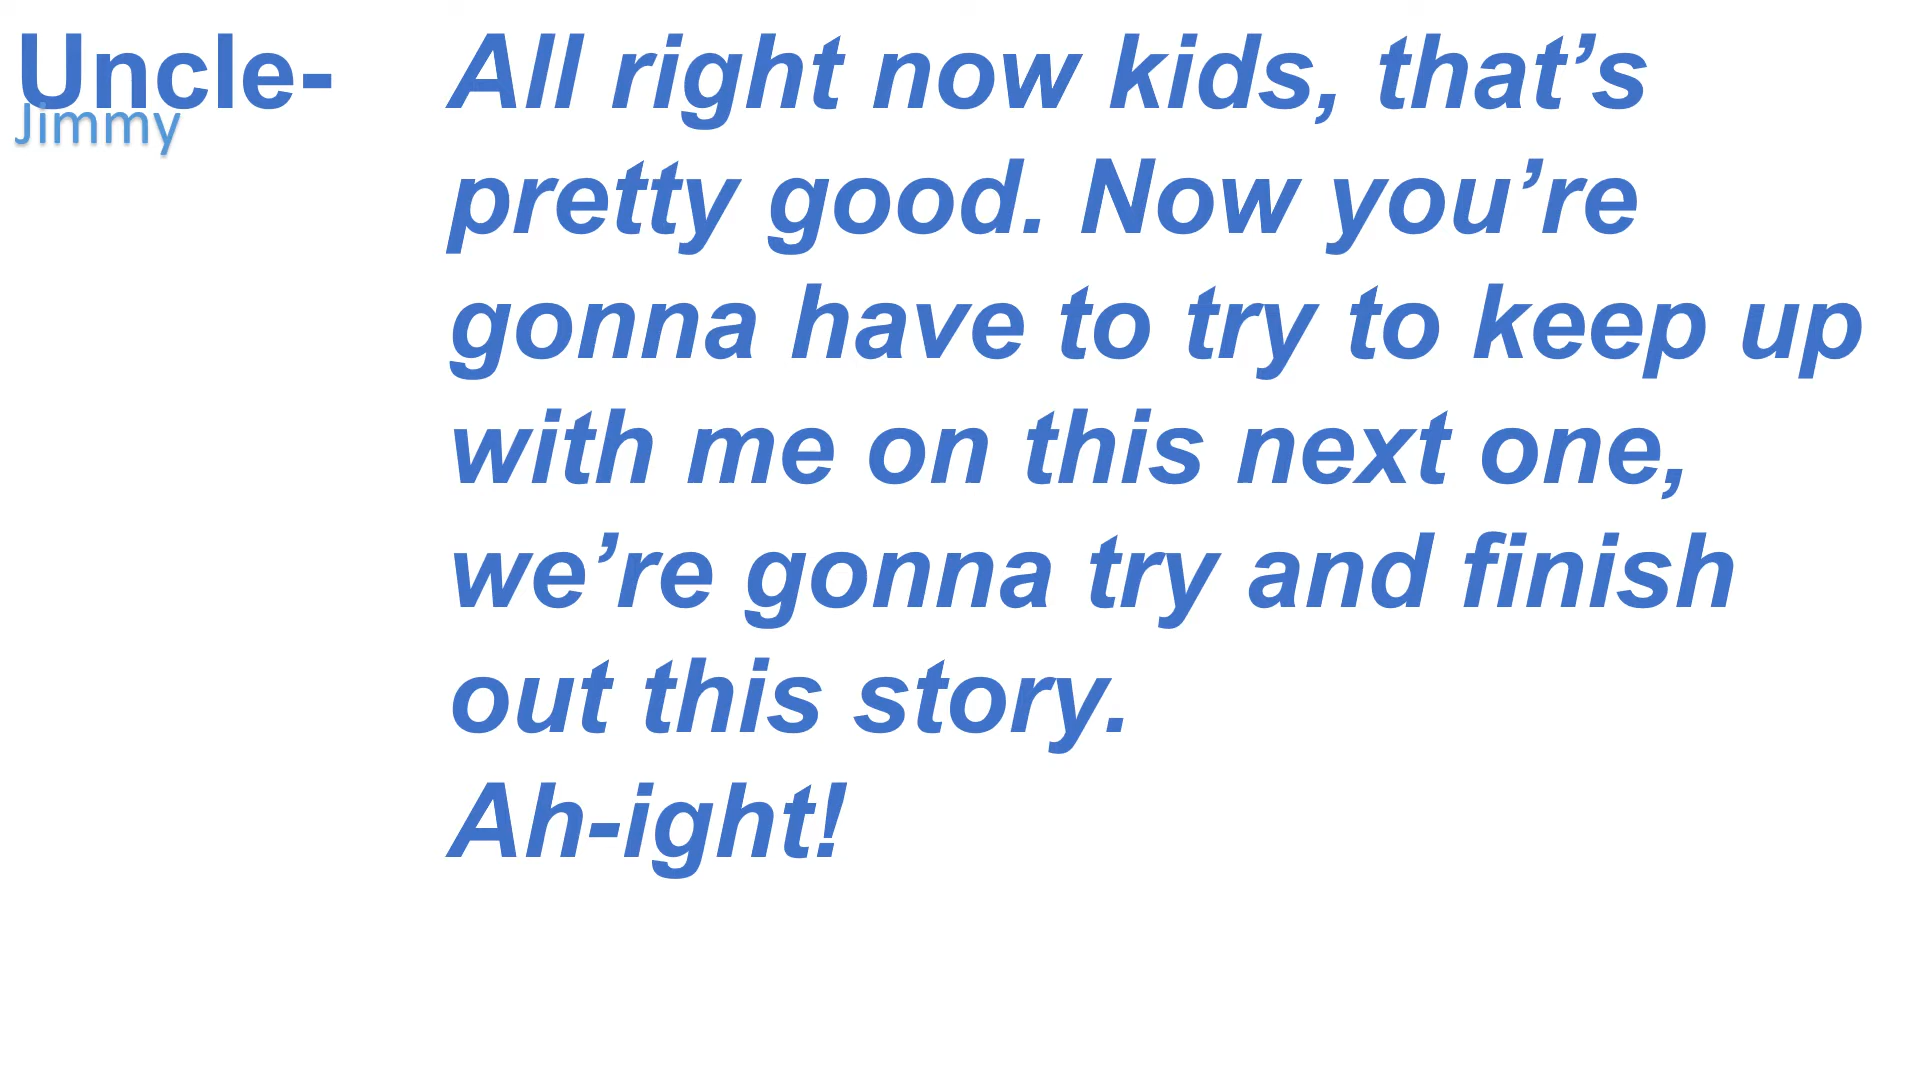 Uncle-
Jimmy
All right now kids, that’s
pretty good. Now you’re
gonna have to try to keep up
with me on this next one,
we’re gonna try and finish
out this story.
Ah-ight!